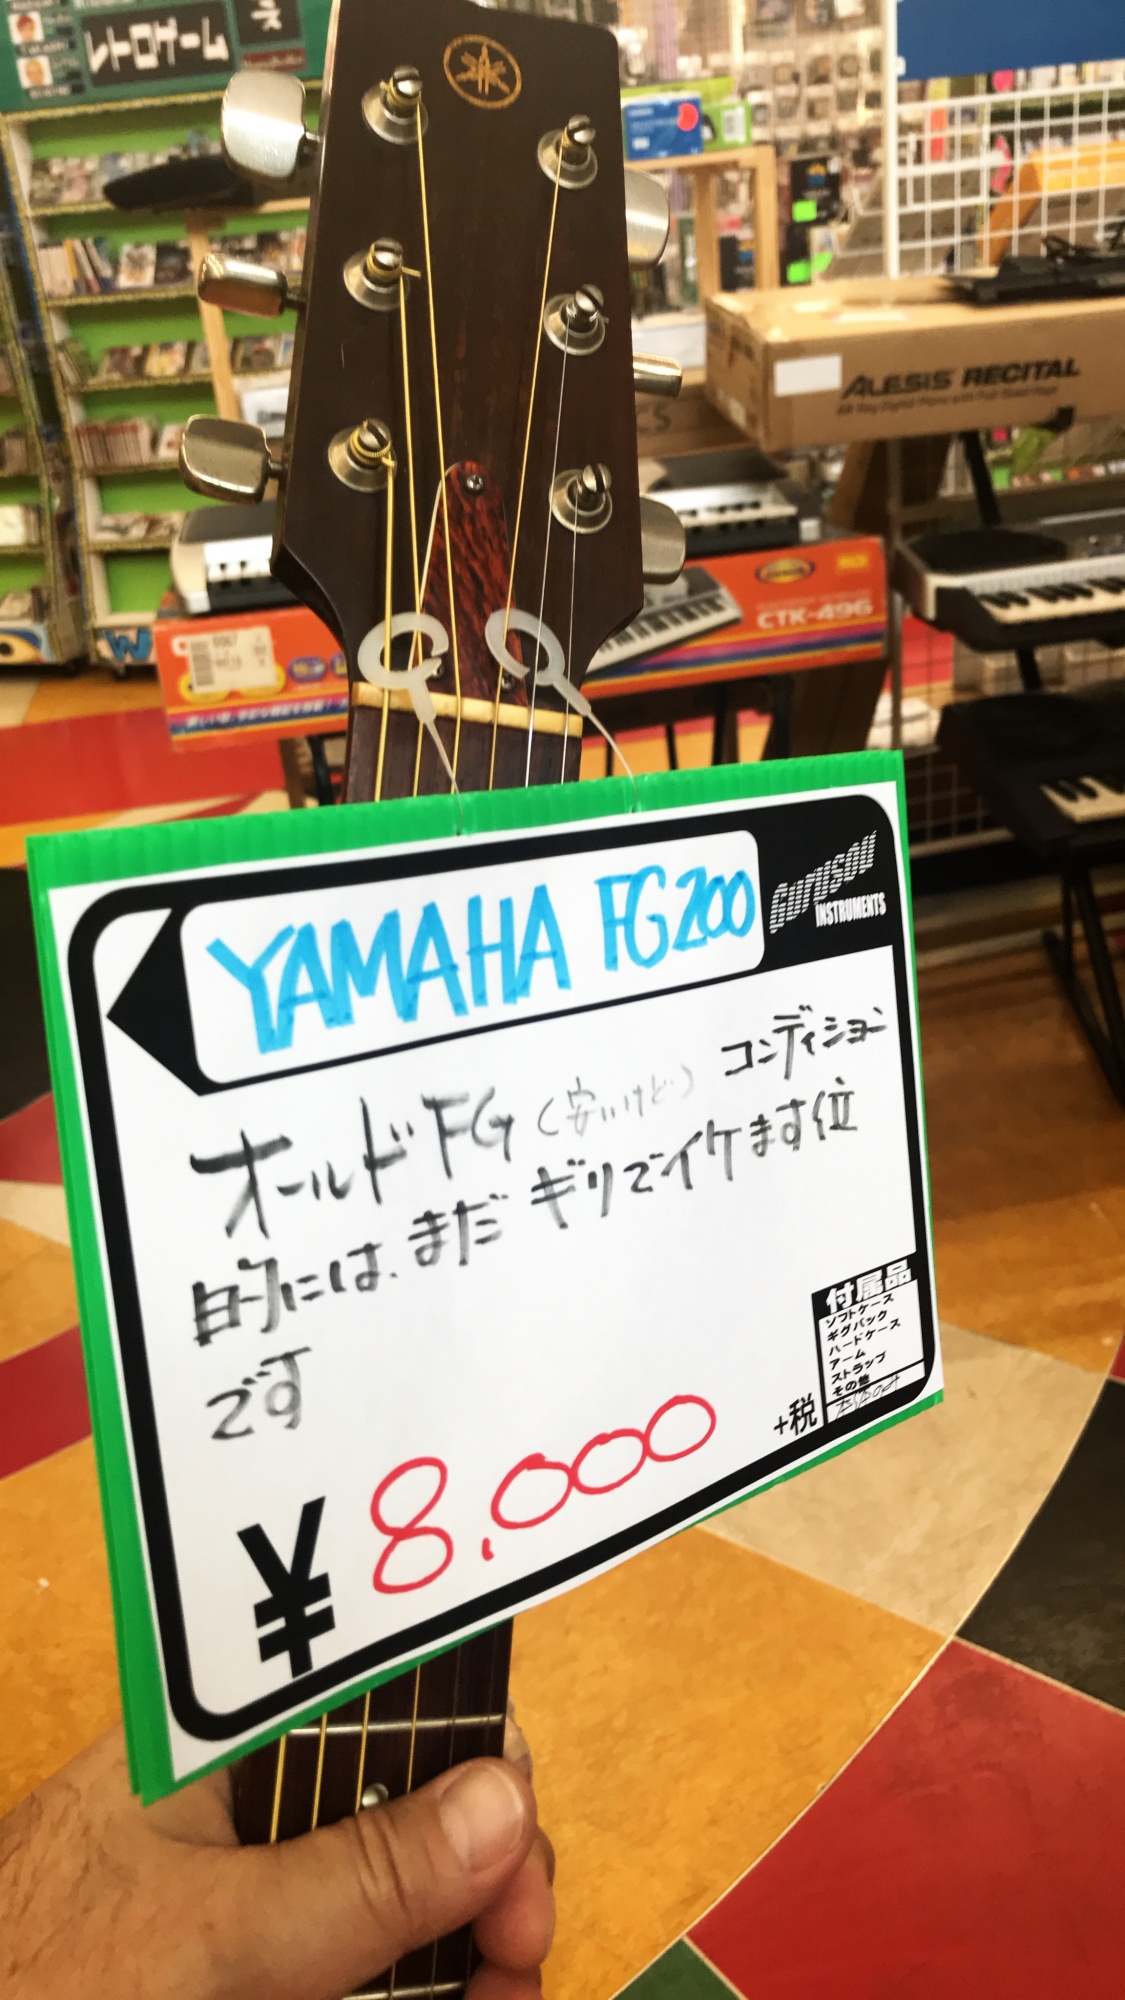 レトロゲーム
ALESIS RECITAL
CTK-496
YAMAHA FG200
GURUSOU
INSTRUMENTS
オールドFG（安いけど） コンディション
的には、まだギリでイケます位
です
付属品
ソフトケース
ギグバック
ハードケース
アーム
ストラップ
その他
¥8,000
+税